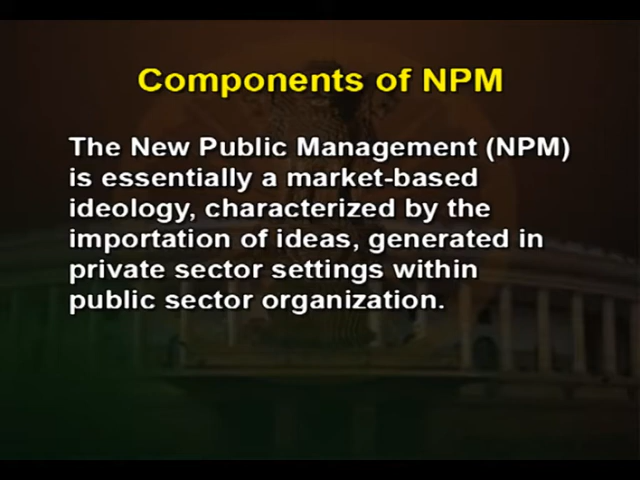 Components of NPM
The New Public Management (NPM)
is essentially a market-based
ideology, characterized by the
importation of ideas, generated in
private sector settings within
public sector organization.